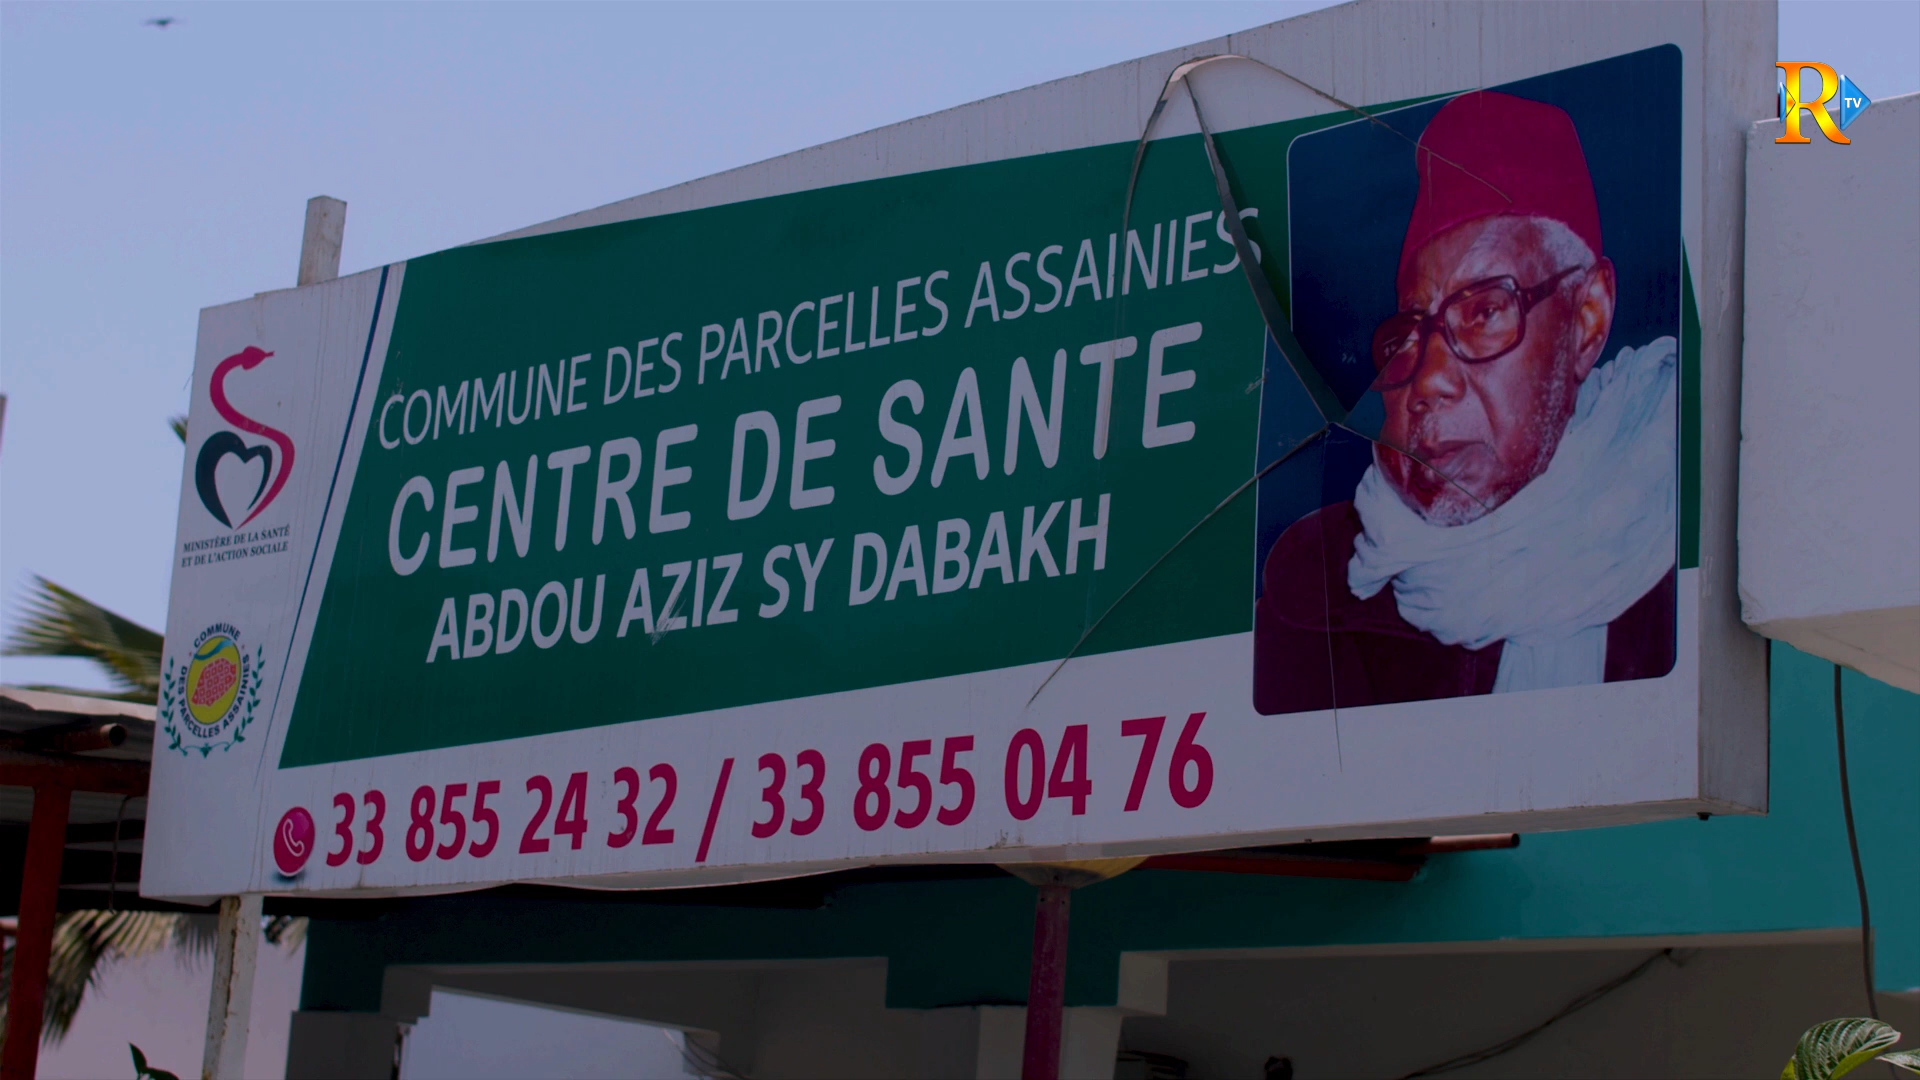 R TV
COMMUNE DES PARCELLES ASSAINIES
CENTRE DE SANTE
ABDOU AZIZ SY DABAKH
MINISTÈRE DE LA SANTÉ
ET DE L'ACTION SOCIALE
COMMUNE
DES PARCELLES ASSAINIES
33 855 24 32 / 33 855 04 76